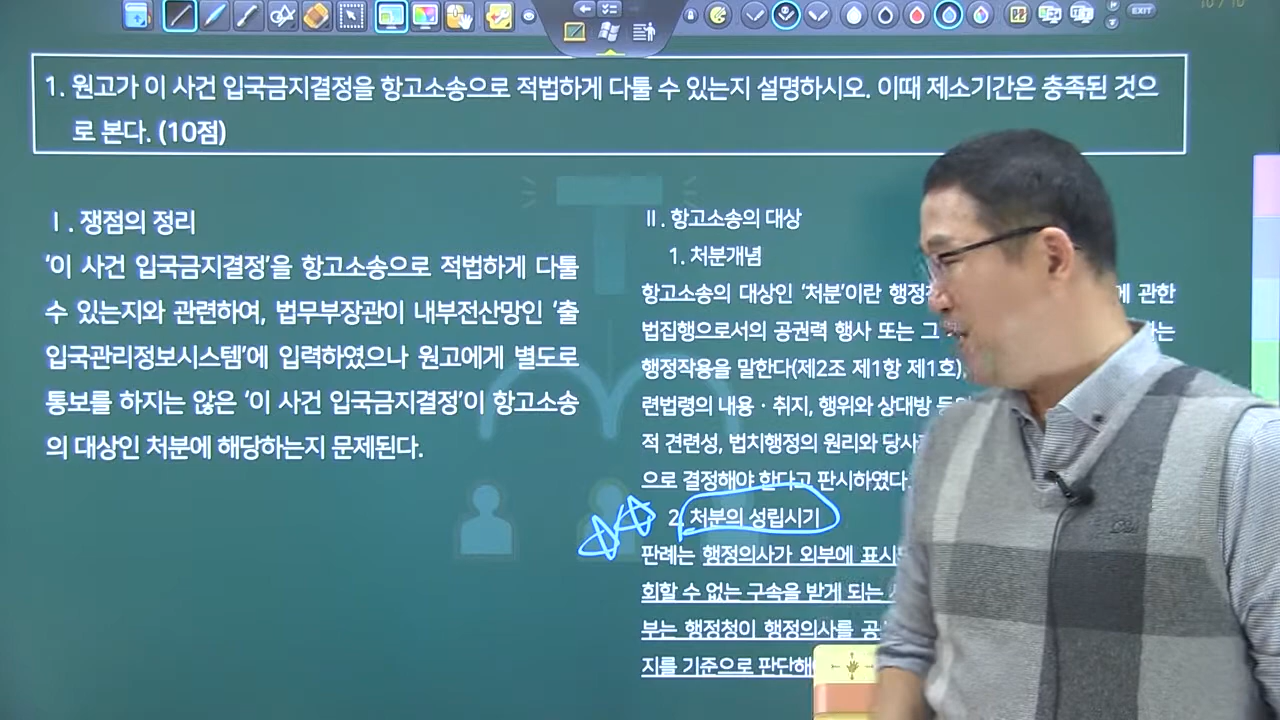 EXIT
10 / 10
1. 원고가 이 사건 입국금지결정을 항고소송으로 적법하게 다툴 수 있는지 설명하시오. 이때 제소기간은 충족된 것으
로 본다. (10점)
Ⅰ. 쟁점의 정리
'이 사건 입국금지결정'을 항고소송으로 적법하게 다툴
수 있는지와 관련하여, 법무부장관이 내부전산망인 '출
입국관리정보시스템'에 입력하였으나 원고에게 별도로
통보를 하지는 않은 '이 사건 입국금지결정'이 항고소송
의 대상인 처분에 해당하는지 문제된다.
Ⅱ. 항고소송의 대상
1. 처분개념
항고소송의 대상인 '처분'이란 에 관한
법집행으로서의 공권력 행사 또는 그
행정작용을 말한다(제2조 제1항 제1호).
련법령의 내용·취지, 행위와 상대방
적 견련성, 법치행정의 원리와
으로 결정해야 한다고 판시하였다
2. 처분의 성립시기
판례는 행정의사가 외부에
회할 수 없는 구속을 받게 되는
부는 행정청이 행정의사를
지를 기준으로